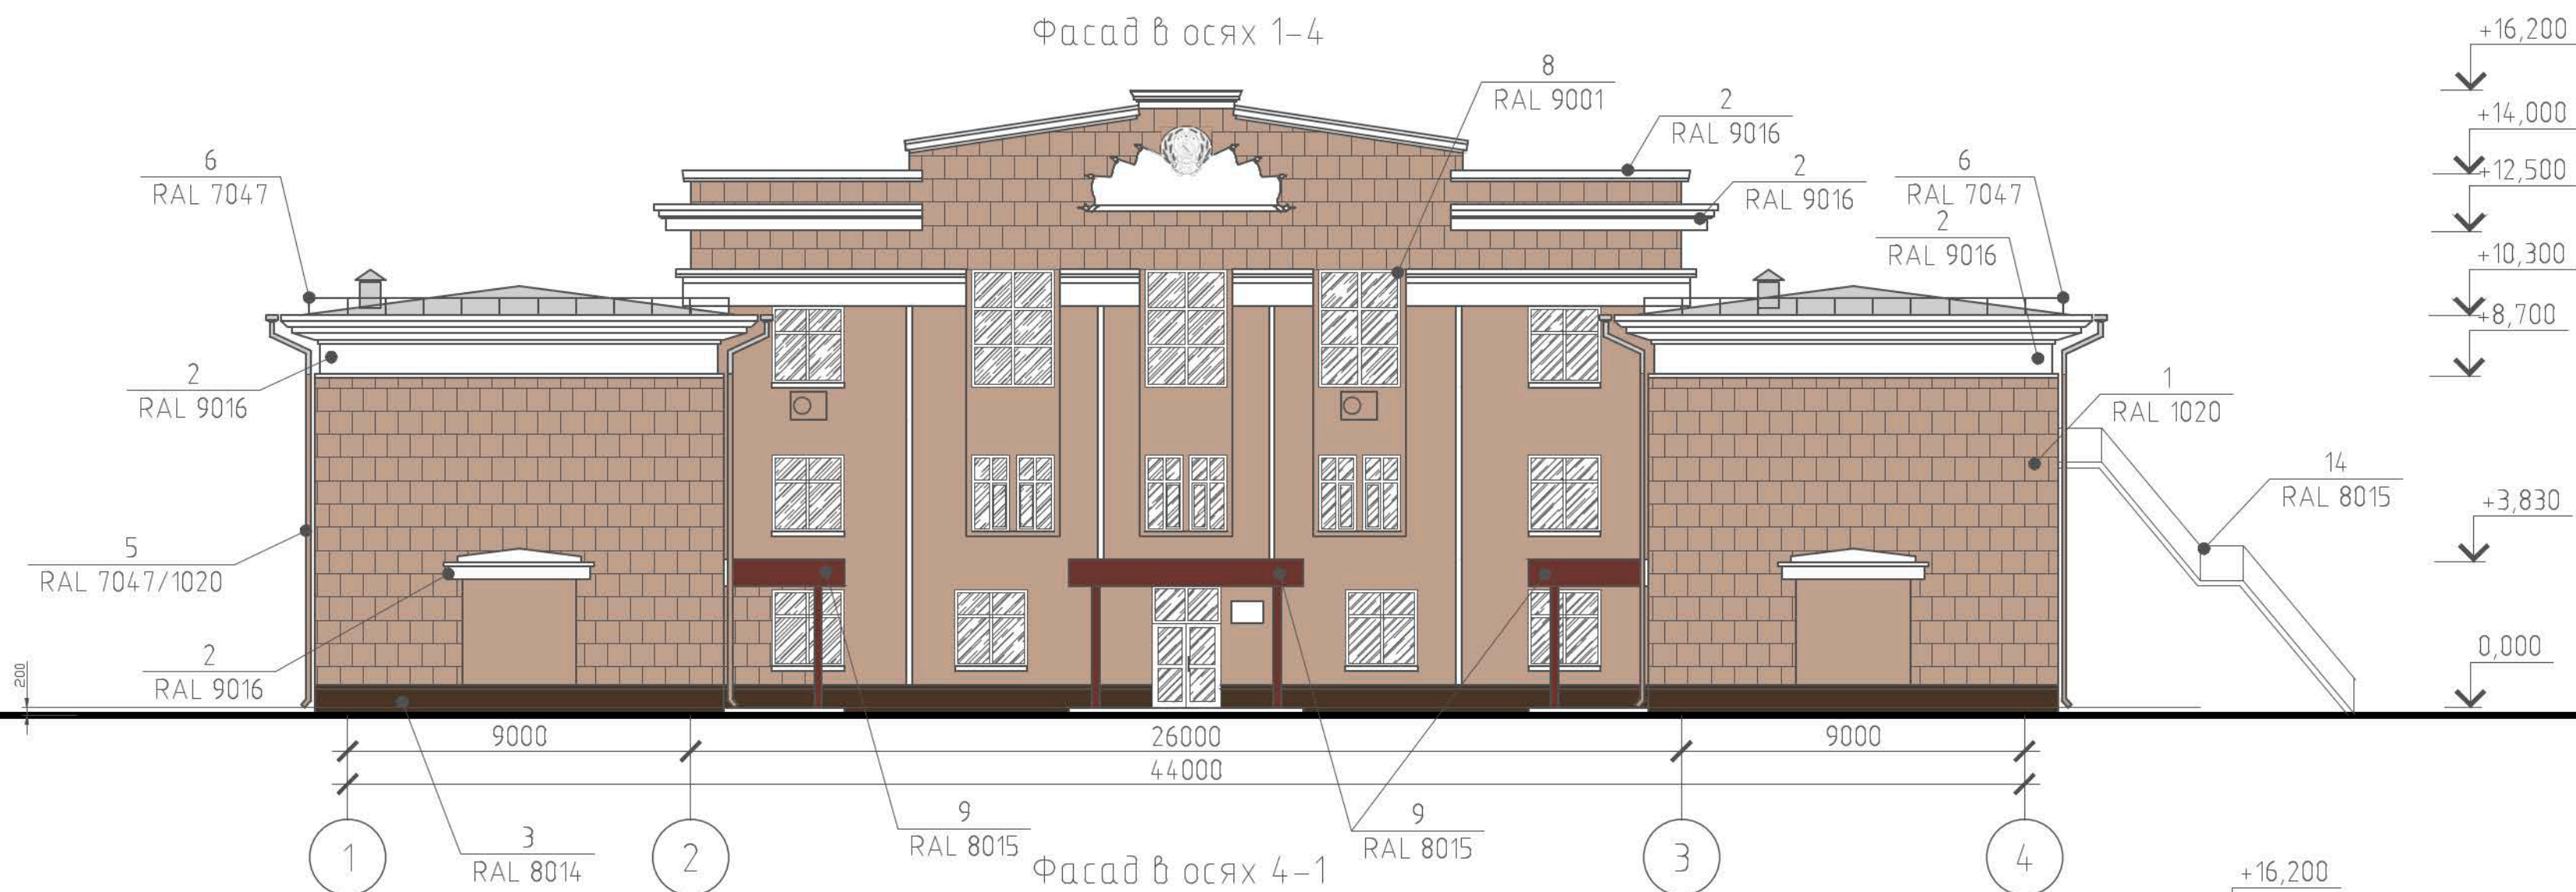 Фасад в осях 1-4
+16,200
8
RAL 9001
2
RAL 9016
+14,000
6
RAL 7047
2
RAL 9016
6
RAL 7047
+12,500
2
RAL 9016
+10,300
+8,700
2
RAL 9016
1
RAL 1020
14
RAL 8015
+3,830
5
RAL 7047/1020
2
RAL 9016
0,000
200
9000
26000
9000
44000
9
RAL 8015
9
RAL 8015
3
RAL 8014
1
2
3
4
Фасад в осях 4-1
+16,200